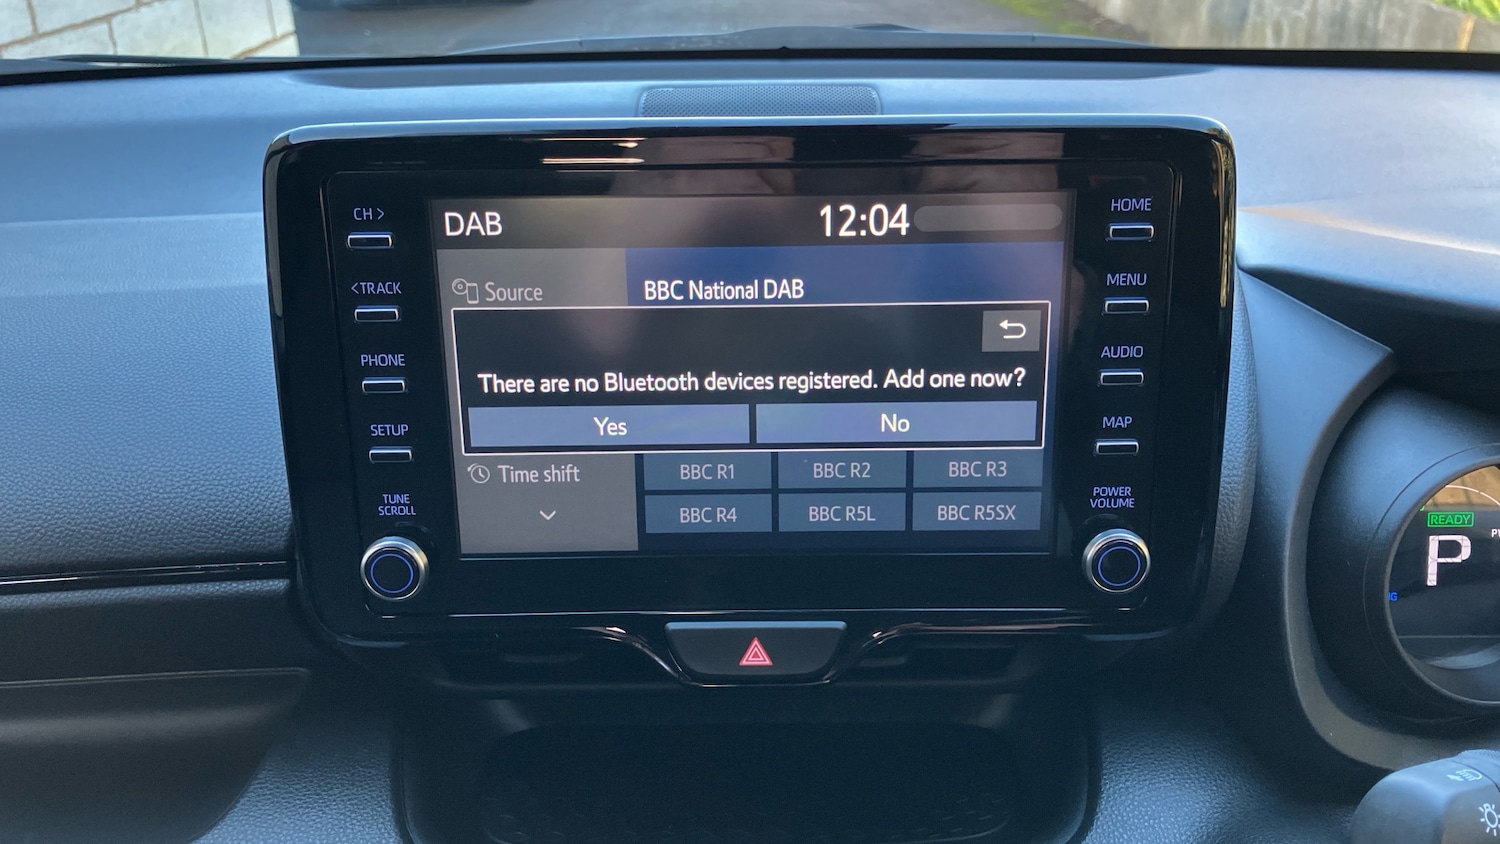 DAB 12:04
CH>
<TRACK
PHONE
SETUP
TUNE
SCROLL
Source
BBC National DAB
There are no Bluetooth devices registered. Add one now?
Yes No
Time shift
BBC R1 BBC R2 BBC R3
BBC R4 BBC R5L BBC R5SX
HOME
MENU
AUDIO
MAP
POWER
VOLUME
READY
P